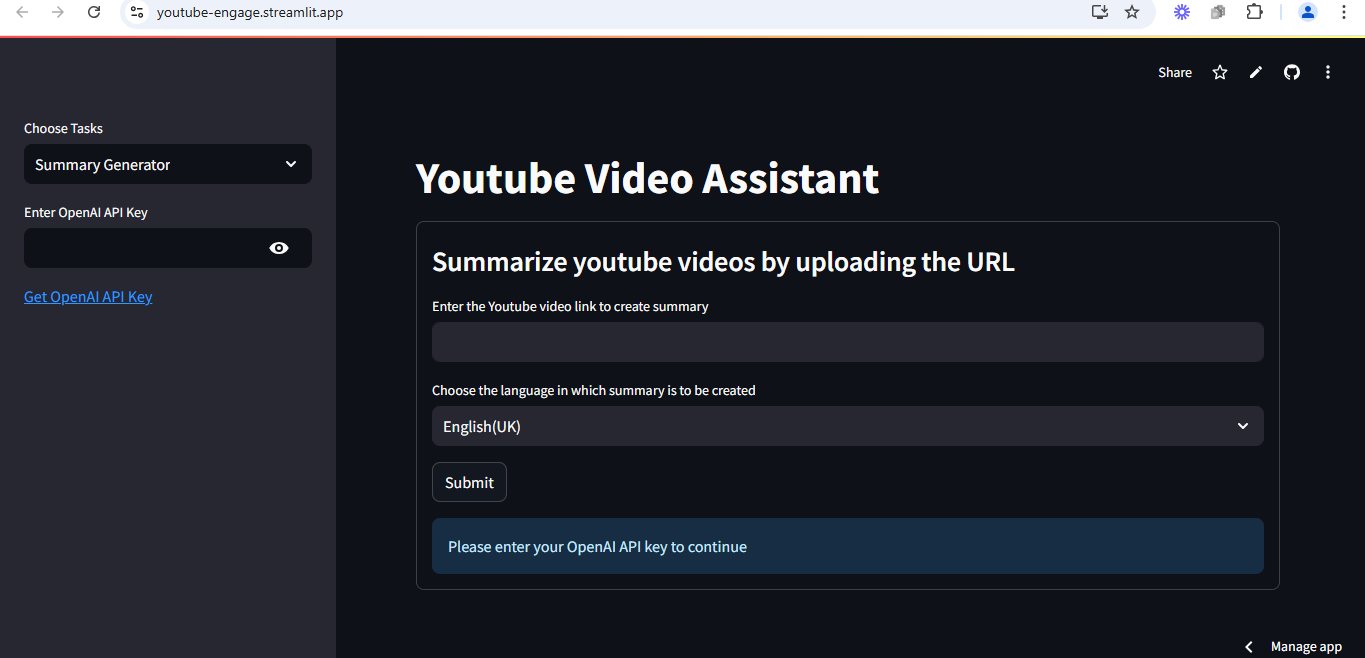 youtube-engage.streamlit.app
Share
Choose Tasks
Summary Generator
Enter OpenAI API Key
Get OpenAI API Key
Youtube Video Assistant
Summarize youtube videos by uploading the URL
Enter the Youtube video link to create summary
Choose the language in which summary is to be created
English(UK)
Submit
Please enter your OpenAI API key to continue
Manage app